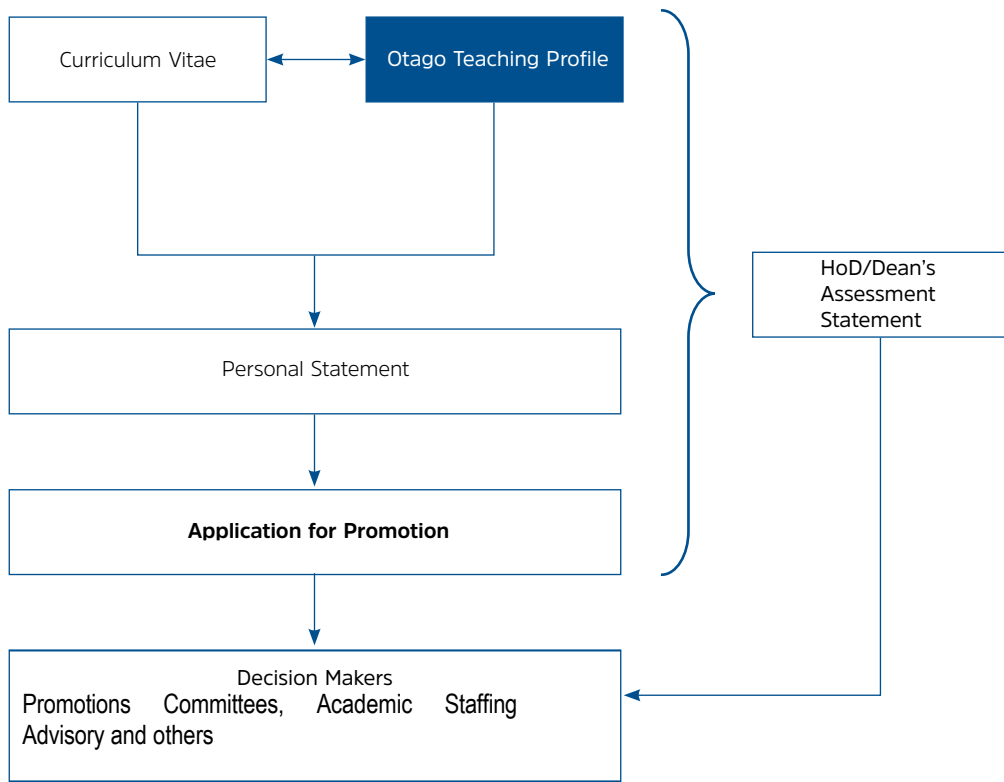 Curriculum Vitae
Otago Teaching Profile
HoD/Dean's
Assessment
Statement
Personal Statement
Application for Promotion
Decision Makers
Promotions Committees, Academic Staffing
Advisory and others